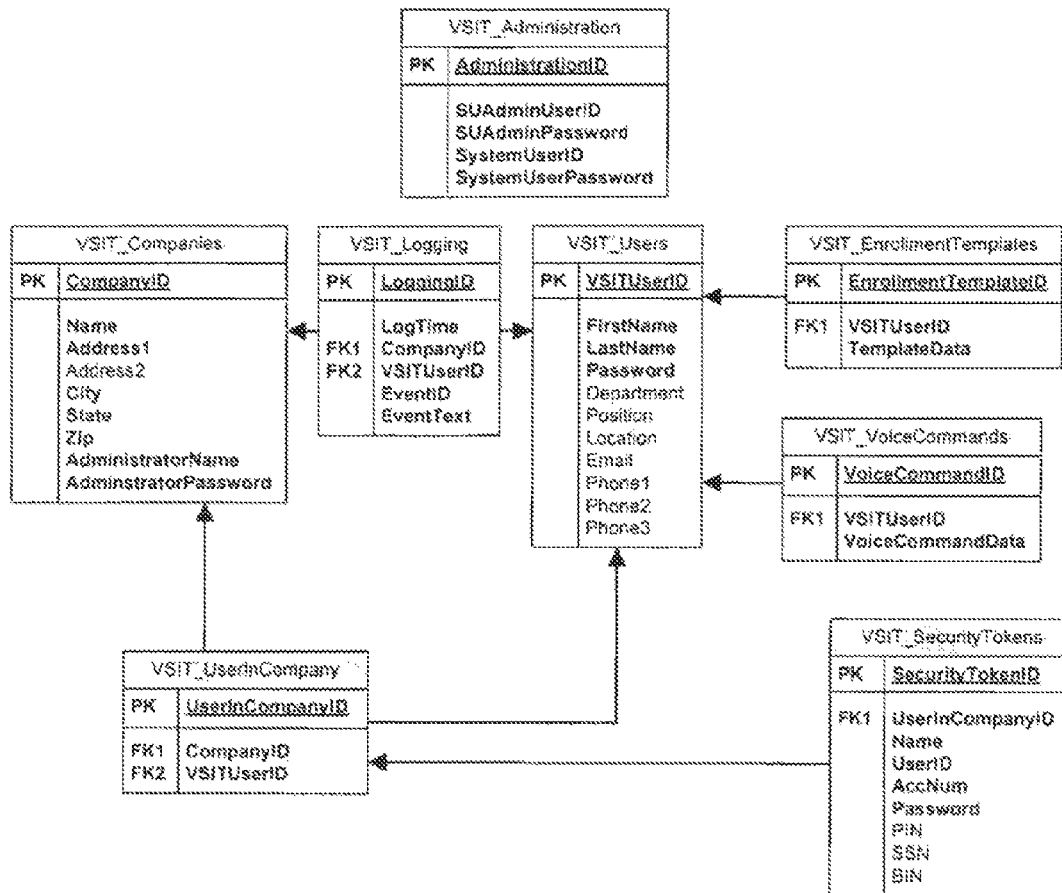 VSIT_Administration
PK AdministrationID
SUAdminUserID
SUAdminPassword
SystemUserID
SystemUserPassword
VSIT_Companies
PK CompanyID
Name
Address1
Address2
City
State
Zip
AdministratorName
AdminstratorPassword
VSIT_Logging
PK LoggingID
LogTime
FK1 CompanyID
FK2 VSITUserID
EventID
EventText
VSIT_Users
PK VSITUserID
FirstName
LastName
Password
Department
Position
Location
Email
Phone1
Phone2
Phone3
VSIT_EnrollmentTemplates
PK EnrollmentTemplateID
FK1 VSITUserID
TemplateData
VSIT_VoiceCommands
PK VoiceCommandID
FK1 VSITUserID
VoiceCommandData
VSIT_UserInCompany
PK UserInCompanyID
FK1 CompanyID
FK2 VSITUserID
VSIT_SecurityTokens
PK SecurityTokenID
FK1 UserInCompanyID
Name
UserID
AccNum
Password
PIN
SSN
BIN